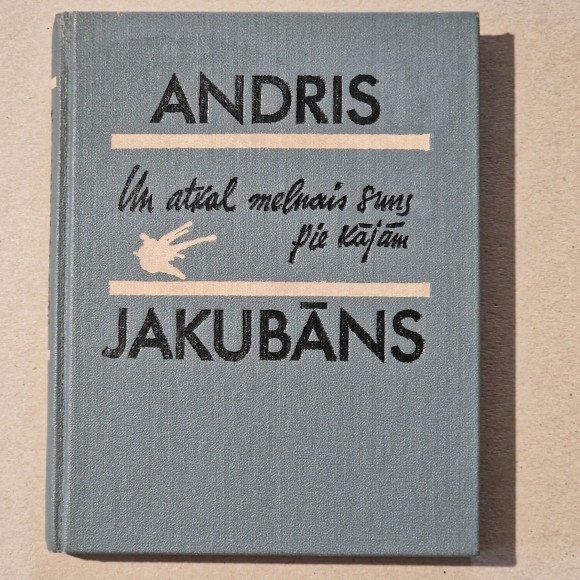 ANDRIS
Un atkal melnais suns
pie kājām
JAKUBĀNS